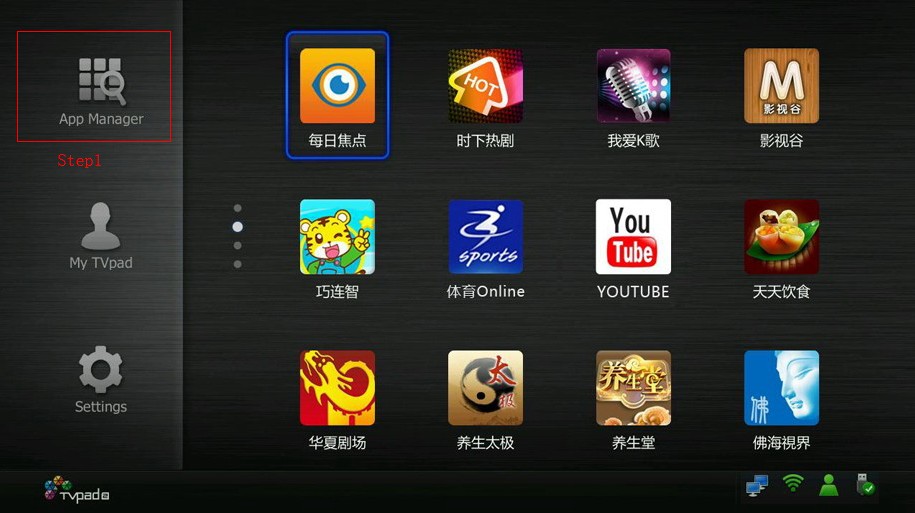 App Manager
Step1
My TVpad
Settings
HOT
M
影视谷
每日焦点
时下热剧
我爱K歌
影视谷
sports
You
Tube
巧连智
体育Online
YOUTUBE
天天饮食
太
极
养生堂
佛
华夏剧场
养生太极
养生堂
佛海視界
TVpad2